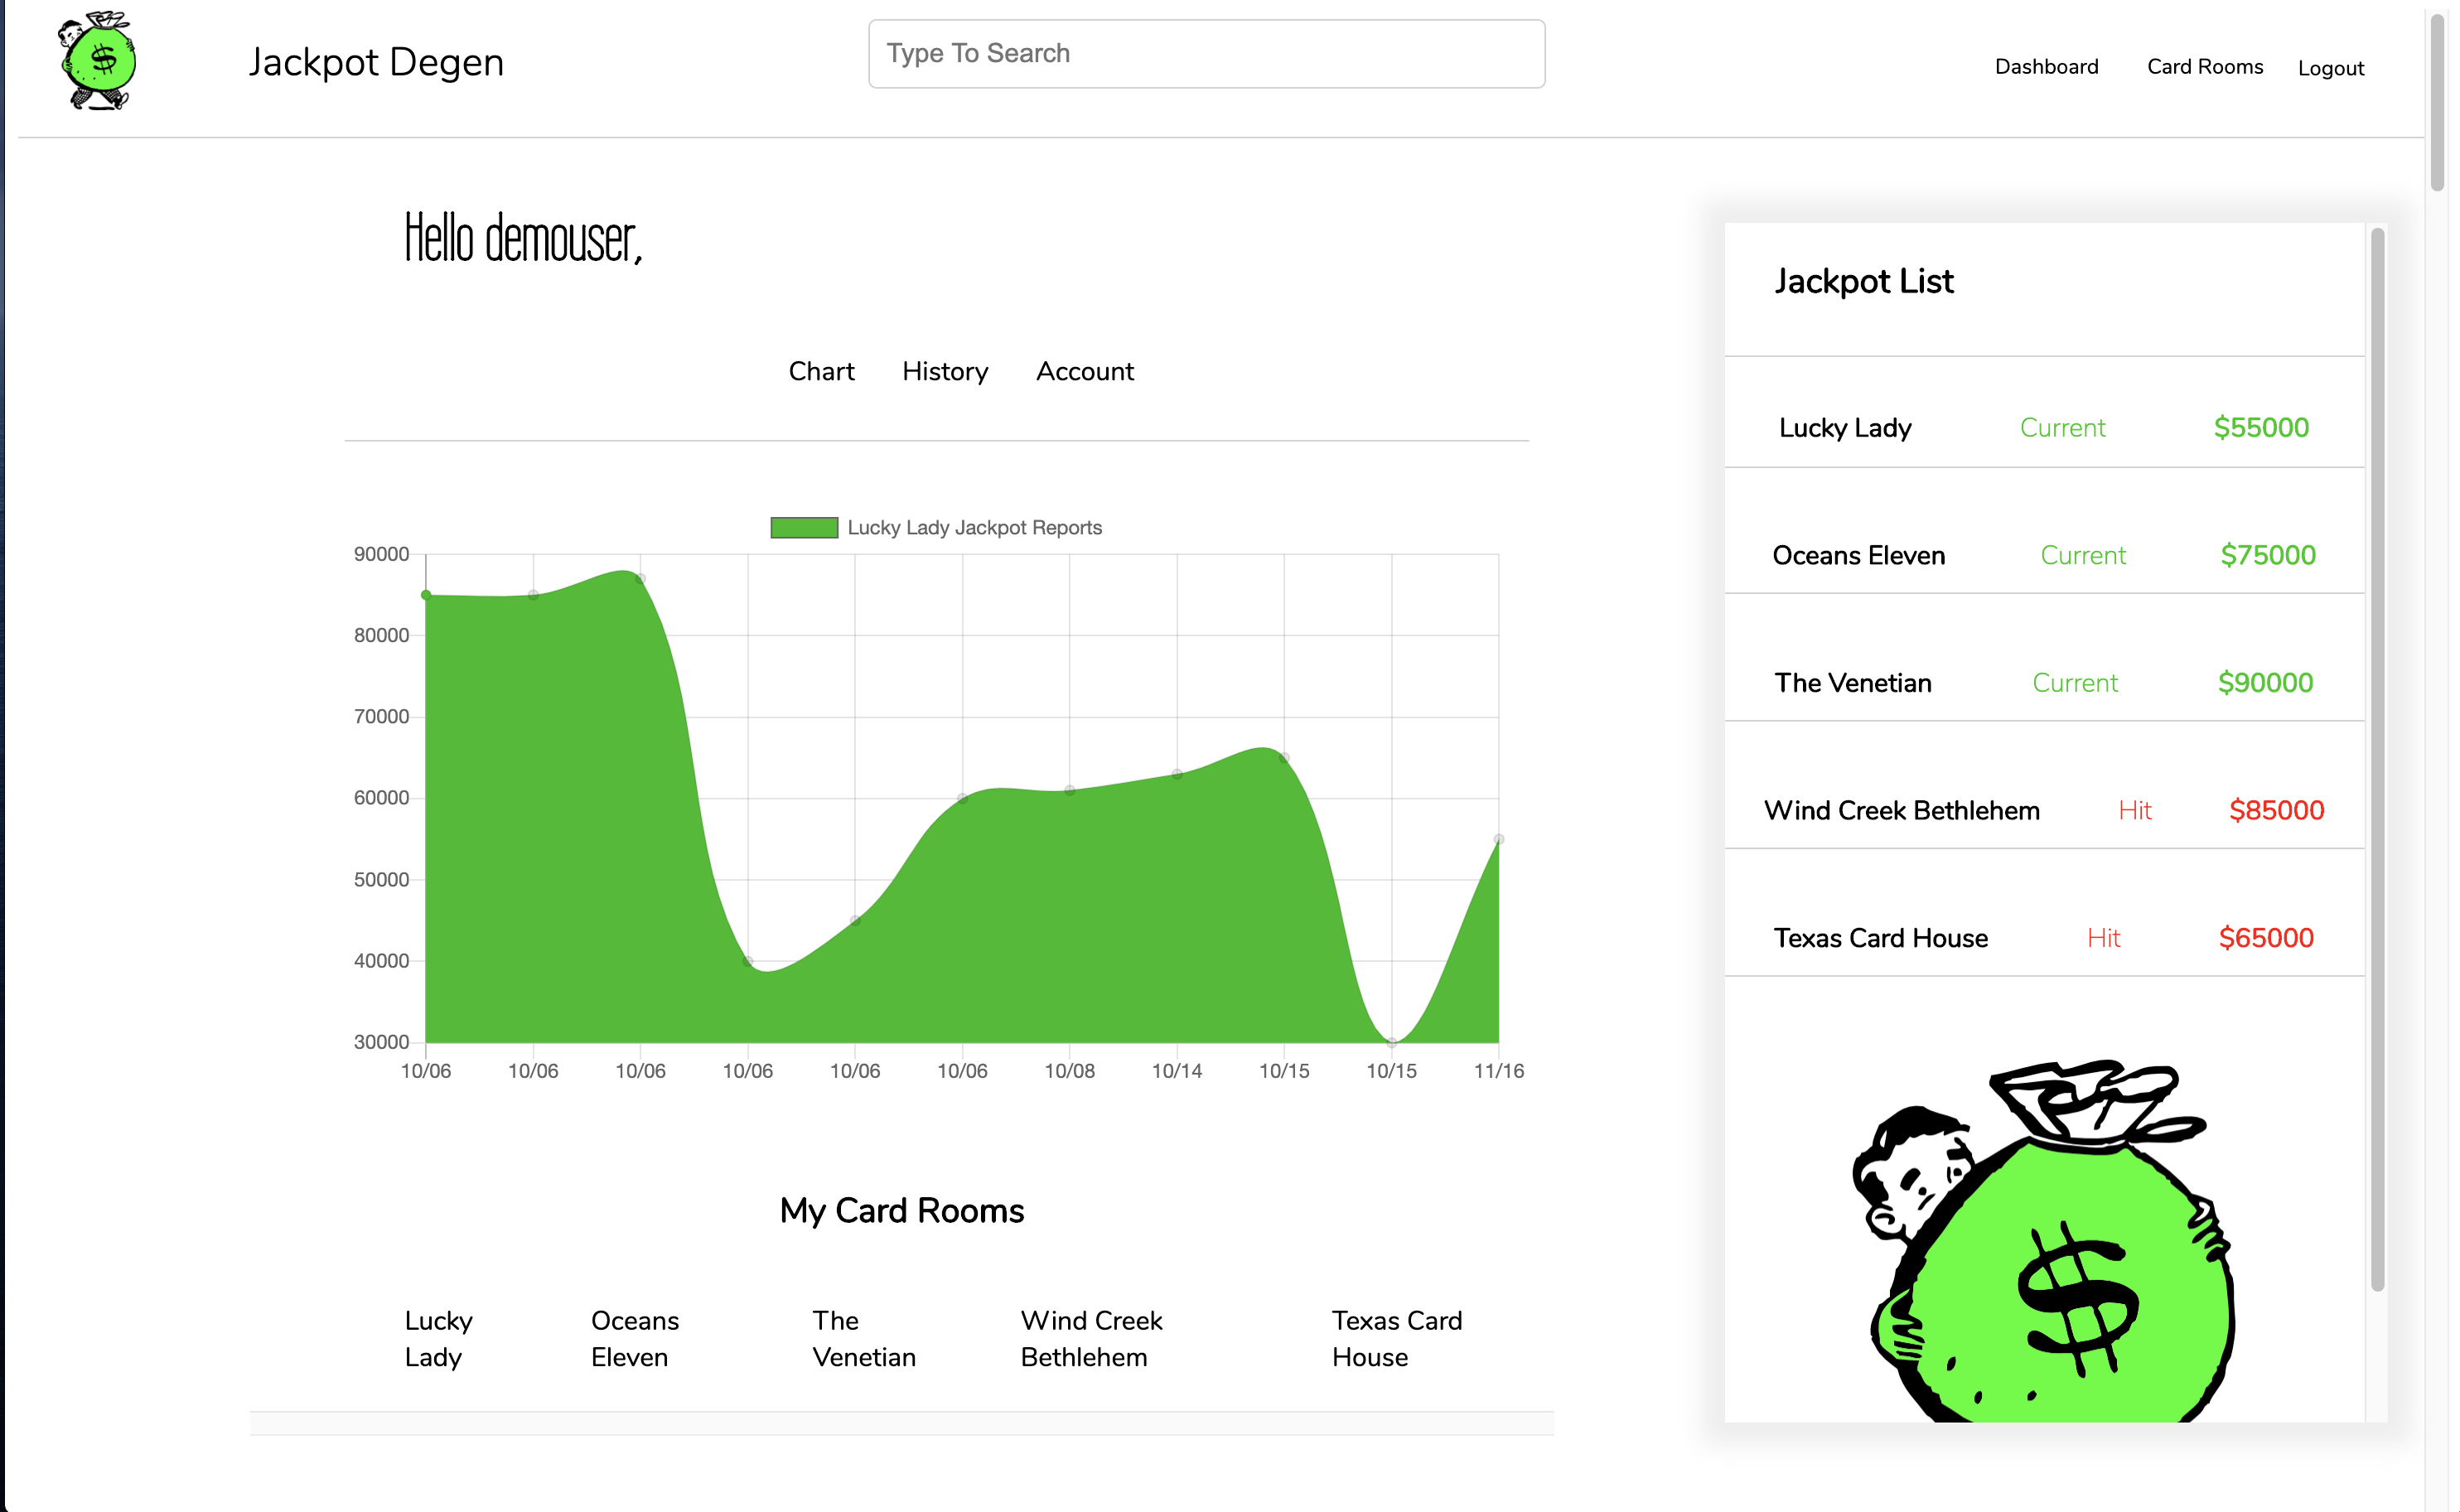 Jackpot Degen
Type To Search
Dashboard Card Rooms Logout
Hello demouser,
Chart History Account
Lucky Lady Jackpot Reports
90000
80000
70000
60000
50000
40000
30000
10/06 10/06 10/06 10/06 10/06 10/06 10/08 10/14 10/15 10/15 11/16
My Card Rooms
Lucky Lady
Oceans Eleven
The Venetian
Wind Creek Bethlehem
Texas Card House
Jackpot List
Lucky Lady Current $55000
Oceans Eleven Current $75000
The Venetian Current $90000
Wind Creek Bethlehem Hit $85000
Texas Card House Hit $65000
$